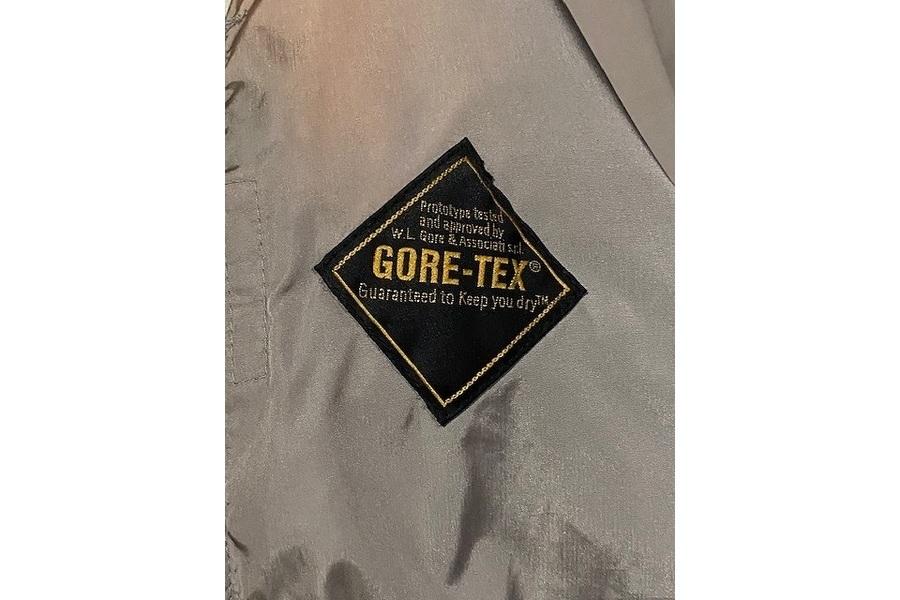 Prototype tested
and approved by
W.L. Gore & Associati s.r.l.
GORE-TEX®
Guaranteed to Keep you dry™